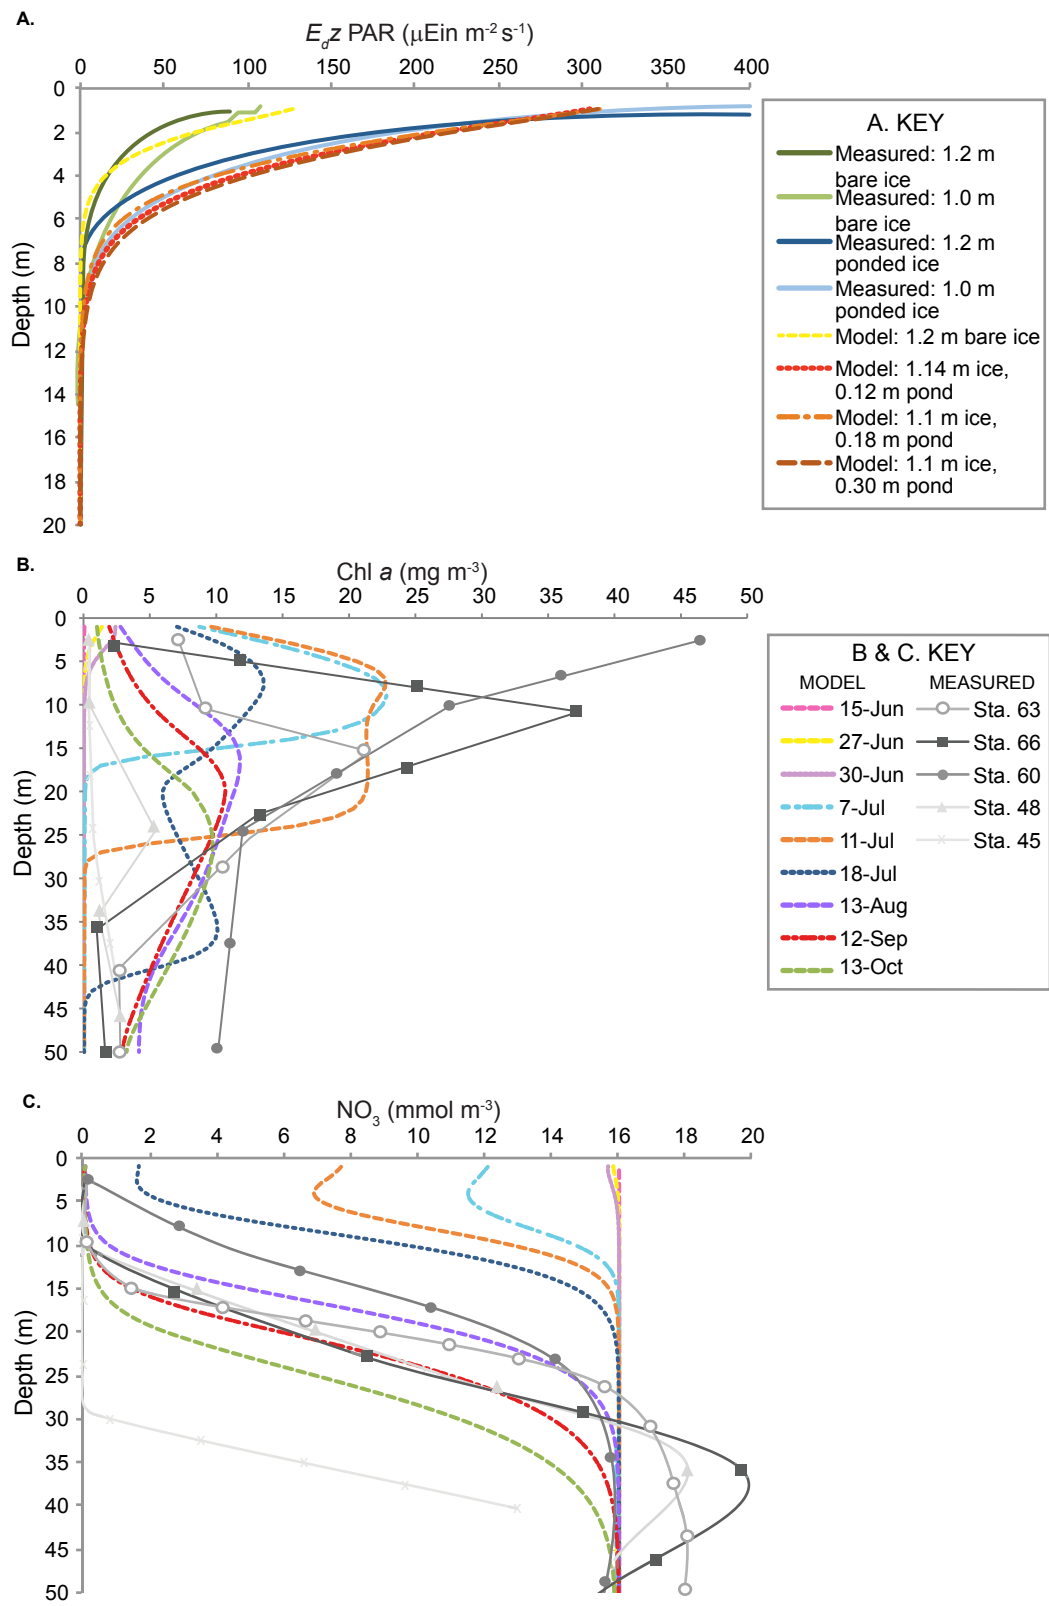 A.
E_d z PAR (μEin m⁻² s⁻¹)
0 50 100 150 200 250 300 350 400
0
2
4
6
8
10
12
14
16
18
20
Depth (m)
A. KEY
Measured: 1.2 m
bare ice
Measured: 1.0 m
bare ice
Measured: 1.2 m
ponded ice
Measured: 1.0 m
ponded ice
Model: 1.2 m bare ice
Model: 1.14 m ice,
0.12 m pond
Model: 1.1 m ice,
0.18 m pond
Model: 1.1 m ice,
0.30 m pond
B.
Chl a (mg m⁻³)
0 5 10 15 20 25 30 35 40 45 50
0
5
10
15
20
25
30
35
40
45
50
Depth (m)
B & C. KEY
MODEL MEASURED
15-Jun Sta. 63
27-Jun Sta. 66
30-Jun Sta. 60
7-Jul Sta. 48
11-Jul Sta. 45
18-Jul
13-Aug
12-Sep
13-Oct
C.
NO₃ (mmol m⁻³)
0 2 4 6 8 10 12 14 16 18 20
0
5
10
15
20
25
30
35
40
45
50
Depth (m)